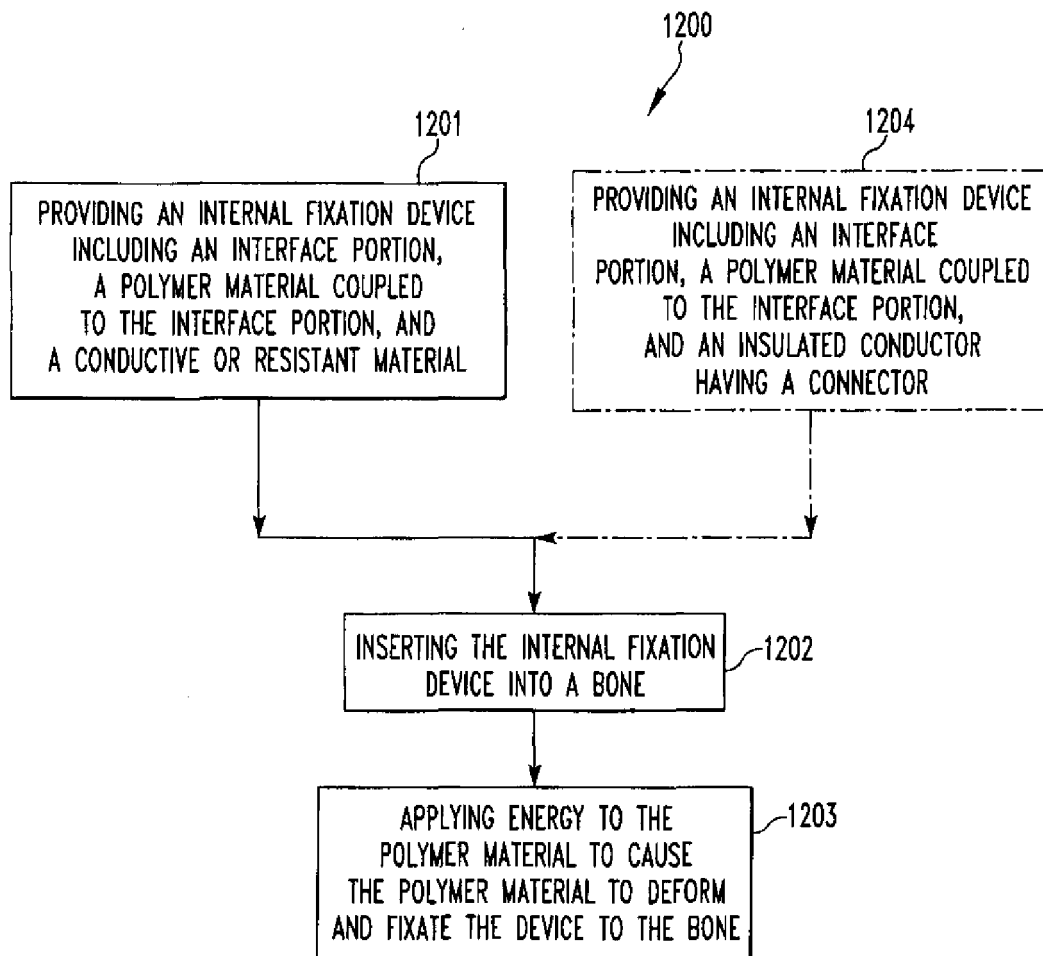 1200
1201
PROVIDING AN INTERNAL FIXATION DEVICE
INCLUDING AN INTERFACE PORTION,
A POLYMER MATERIAL COUPLED
TO THE INTERFACE PORTION, AND
A CONDUCTIVE OR RESISTANT MATERIAL
1204
PROVIDING AN INTERNAL FIXATION DEVICE
INCLUDING AN INTERFACE
PORTION, A POLYMER MATERIAL COUPLED
TO THE INTERFACE PORTION,
AND AN INSULATED CONDUCTOR
HAVING A CONNECTOR
INSERTING THE INTERNAL FIXATION
DEVICE INTO A BONE
1202
APPLYING ENERGY TO THE
POLYMER MATERIAL TO CAUSE
THE POLYMER MATERIAL TO DEFORM
AND FIXATE THE DEVICE TO THE BONE
1203